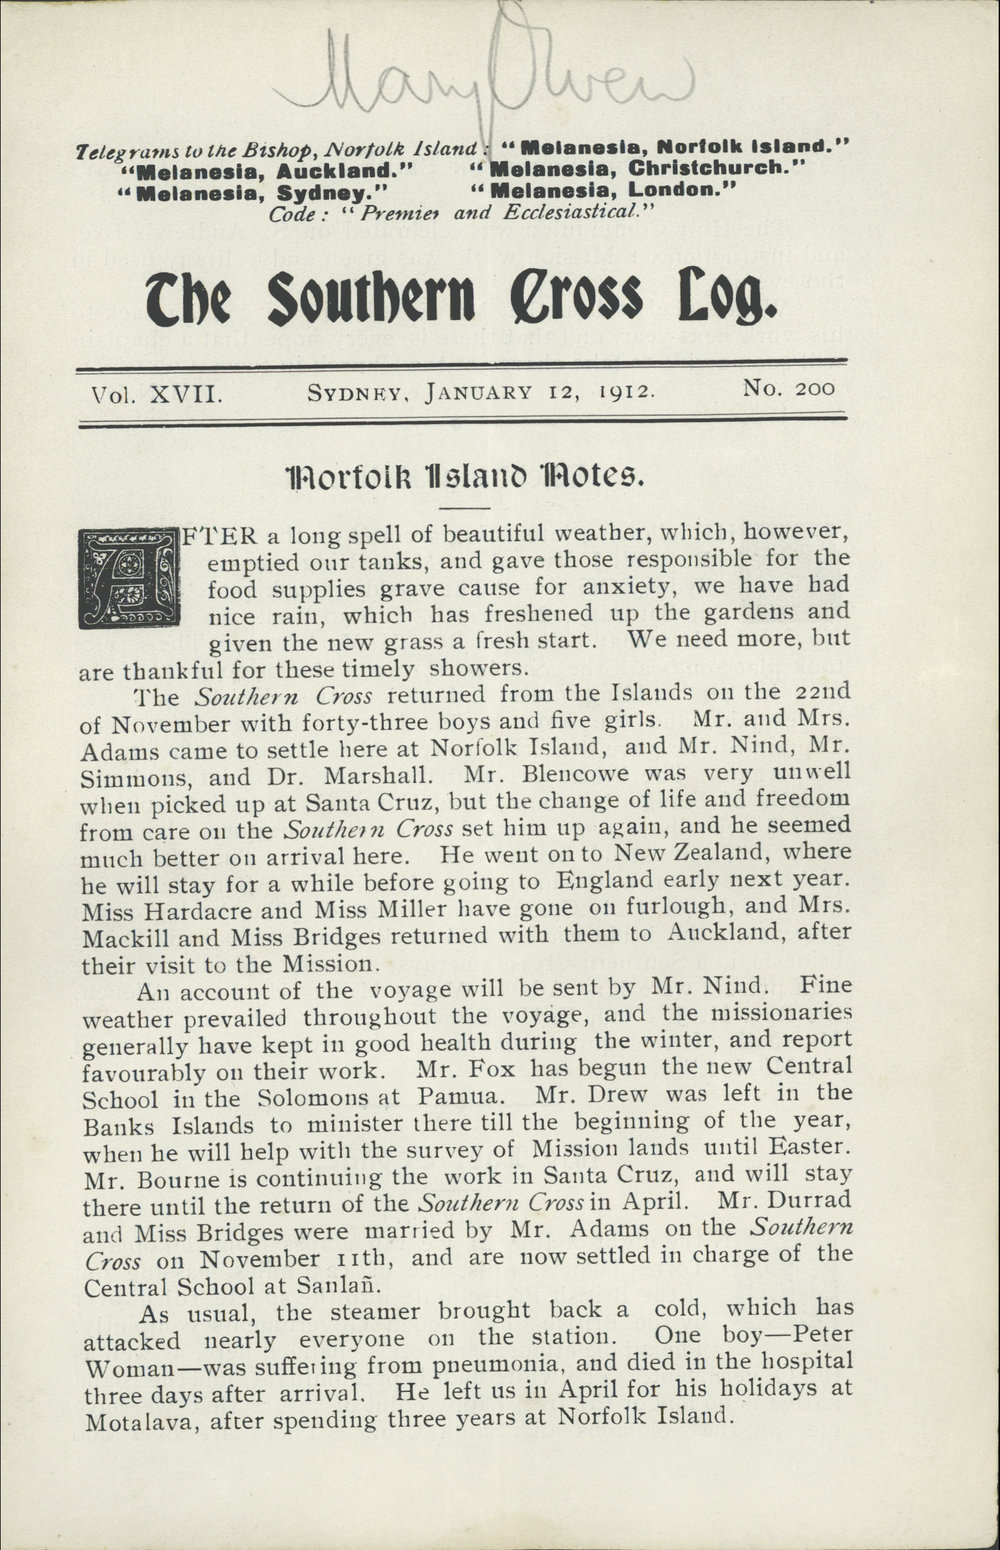 Mary Owen
Telegrams to the Bishop, Norfolk Island: "Melanesia, Norfolk Island."
"Melanesia, Auckland." "Melanesia, Christchurch."
"Melanesia, Sydney." "Melanesia, London."
Code: "Premier and Ecclesiastical."
The Southern Cross Log.
Vol. XVII. SYDNEY, JANUARY 12, 1912. No. 200
Norfolk Island Notes.
AFTER a long spell of beautiful weather, which, however,
emptied our tanks, and gave those responsible for the
food supplies grave cause for anxiety, we have had
nice rain, which has freshened up the gardens and
given the new grass a fresh start. We need more, but
are thankful for these timely showers.
The Southern Cross returned from the Islands on the 22nd
of November with forty-three boys and five girls. Mr. and Mrs.
Adams came to settle here at Norfolk Island, and Mr. Nind, Mr.
Simmons, and Dr. Marshall. Mr. Blencowe was very unwell
when picked up at Santa Cruz, but the change of life and freedom
from care on the Southern Cross set him up again, and he seemed
much better on arrival here. He went on to New Zealand, where
he will stay for a while before going to England early next year.
Miss Hardacre and Miss Miller have gone on furlough, and Mrs.
Mackill and Miss Bridges returned with them to Auckland, after
their visit to the Mission.
An account of the voyage will be sent by Mr. Nind. Fine
weather prevailed throughout the voyage, and the missionaries
generally have kept in good health during the winter, and report
favourably on their work. Mr. Fox has begun the new Central
School in the Solomons at Pamua. Mr. Drew was left in the
Banks Islands to minister there till the beginning of the year,
when he will help with the survey of Mission lands until Easter.
Mr. Bourne is continuing the work in Santa Cruz, and will stay
there until the return of the Southern Cross in April. Mr. Durrad
and Miss Bridges were married by Mr. Adams on the Southern
Cross on November 11th, and are now settled in charge of the
Central School at Sanlañ.
As usual, the steamer brought back a cold, which has
attacked nearly everyone on the station. One boy—Peter
Woman—was suffering from pneumonia, and died in the hospital
three days after arrival. He left us in April for his holidays at
Motalava, after spending three years at Norfolk Island.